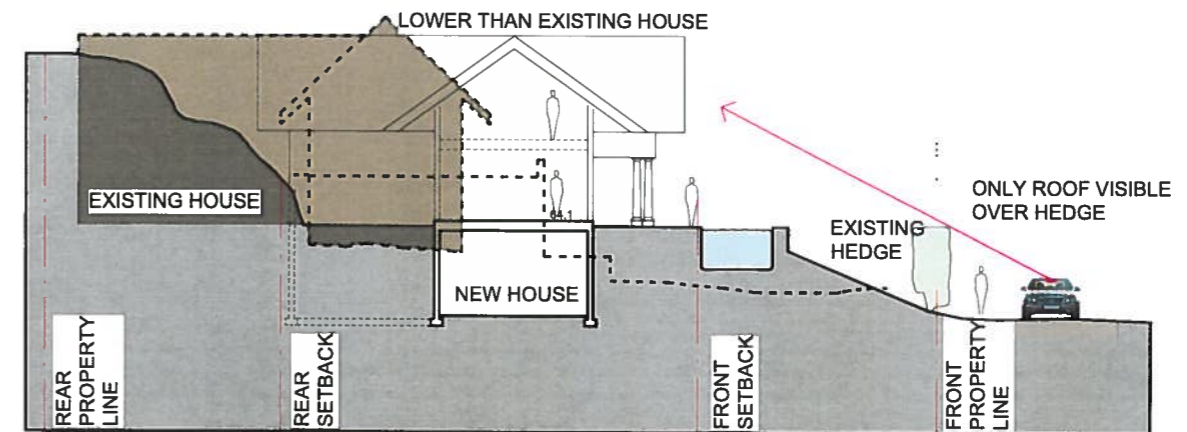 LOWER THAN EXISTING HOUSE
EXISTING HOUSE
ONLY ROOF VISIBLE
OVER HEDGE
EXISTING
HEDGE
64.1
NEW HOUSE
REAR
PROPERTY
LINE
REAR
SETBACK
FRONT
SETBACK
FRONT
PROPERTY
LINE